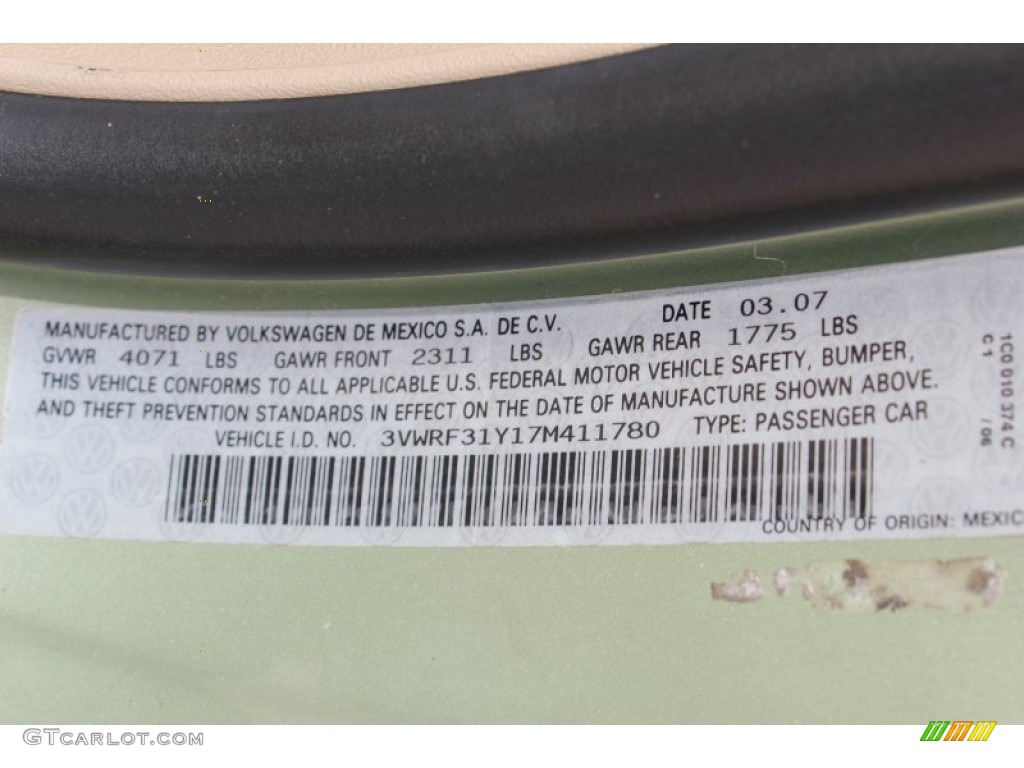 MANUFACTURED BY VOLKSWAGEN DE MEXICO S.A. DE C.V. DATE 03.07
GVWR 4071 LBS GAWR FRONT 2311 LBS GAWR REAR 1775 LBS
THIS VEHICLE CONFORMS TO ALL APPLICABLE U.S. FEDERAL MOTOR VEHICLE SAFETY, BUMPER,
AND THEFT PREVENTION STANDARDS IN EFFECT ON THE DATE OF MANUFACTURE SHOWN ABOVE.
VEHICLE I.D. NO. 3VWRF31Y17M411780 TYPE: PASSENGER CAR
COUNTRY OF ORIGIN: MEXIC
1C0 010 374 C
C1 /06
GTCARLOT.COM